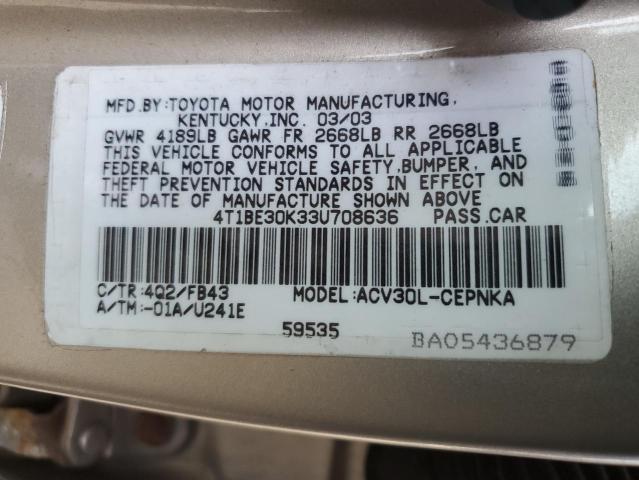 MFD.BY:TOYOTA MOTOR MANUFACTURING,
KENTUCKY.INC. 03/03
GVWR 4189LB GAWR FR 2668LB RR 2668LB
THIS VEHICLE CONFORMS TO ALL APPLICABLE
FEDERAL MOTOR VEHICLE SAFETY,BUMPER, AND
THEFT PREVENTION STANDARDS IN EFFECT ON
THE DATE OF MANUFACTURE SHOWN ABOVE
4T1BE30K33U708636 PASS.CAR
C/TR:4Q2/FB43 MODEL:ACV30L-CEPNKA
A/TM:-01A/U241E
59535
BA05436879